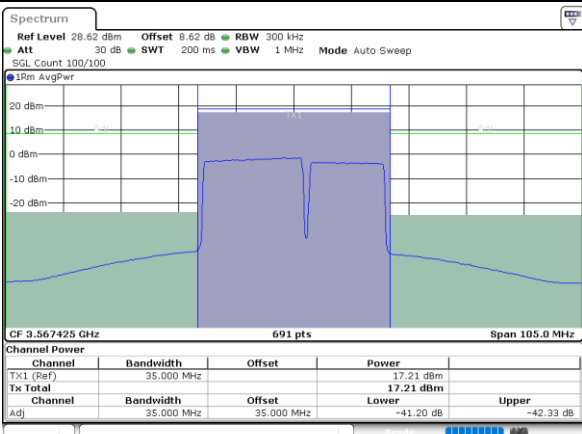 Spectrum
Ref Level 28.62 dBm Offset 8.62 dB RBW 300 kHz
Att 30 dB SWT 200 ms VBW 1 MHz Mode Auto Sweep
SGL Count 100/100
1Rm AvgPwr
TX1
20 dBm
10 dBm
Adj
Adj
0 dBm
-10 dBm
-20 dBm
CF 3.567425 GHz 691 pts Span 105.0 MHz
Channel Power
Channel Bandwidth Offset Power
TX1 (Ref) 35.000 MHz 17.21 dBm
Tx Total 17.21 dBm
Channel Bandwidth Offset Lower Upper
Adj 35.000 MHz 35.000 MHz -41.20 dB -42.33 dB